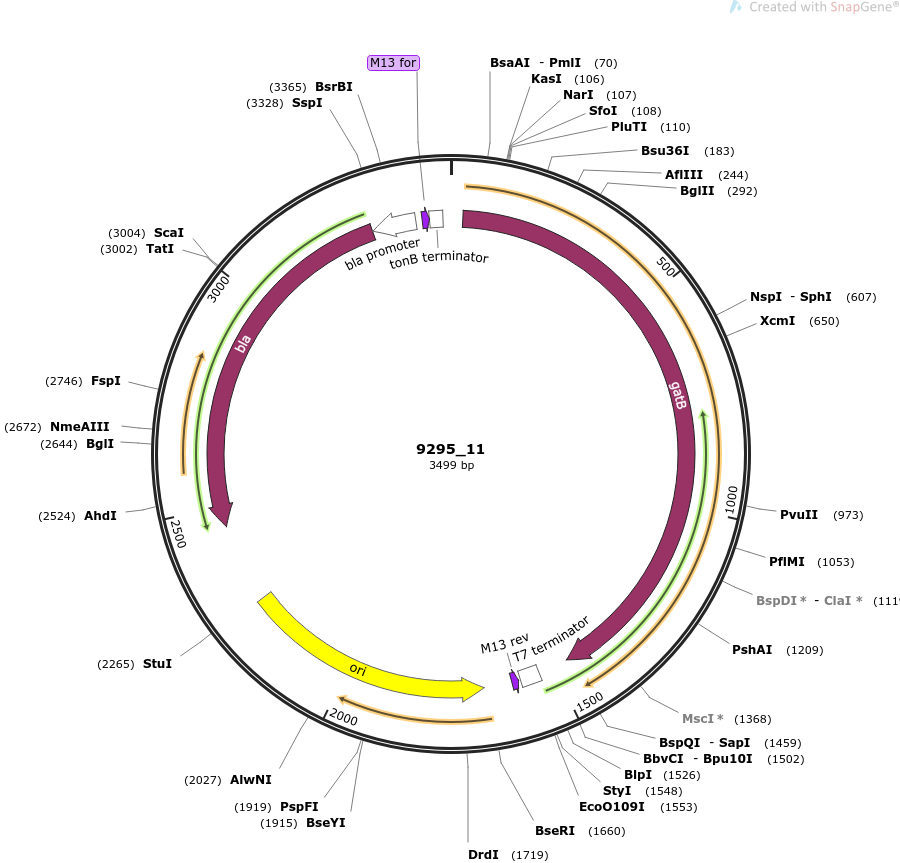 Created with SnapGene®
M13 for
BsaAI - PmlI (70)
KasI (106)
NarI (107)
SfoI (108)
PluTI (110)
Bsu36I (183)
AflIII (244)
BglII (292)
500
NspI - SphI (607)
XcmI (650)
gatB
1000
PvuII (973)
PflMI (1053)
BspDI * - ClaI * (1119
PshAI (1209)
MscI * (1368)
1500
BspQI - SapI (1459)
BbvCI - Bpu10I (1502)
BlpI (1526)
StyI (1548)
EcoO109I (1553)
BseRI (1660)
DrdI (1719)
T7 terminator
M13 rev
ori
2000
(1915) BseYI
(1919) PspFI
(2027) AlwNI
(2265) StuI
2500
(2524) AhdI
(2644) BglI
(2672) NmeAIII
(2746) FspI
bla
3000
(3002) TatI
(3004) ScaI
(3328) SspI
(3365) BsrBI
bla promoter
tonB terminator
9295_11
3499 bp